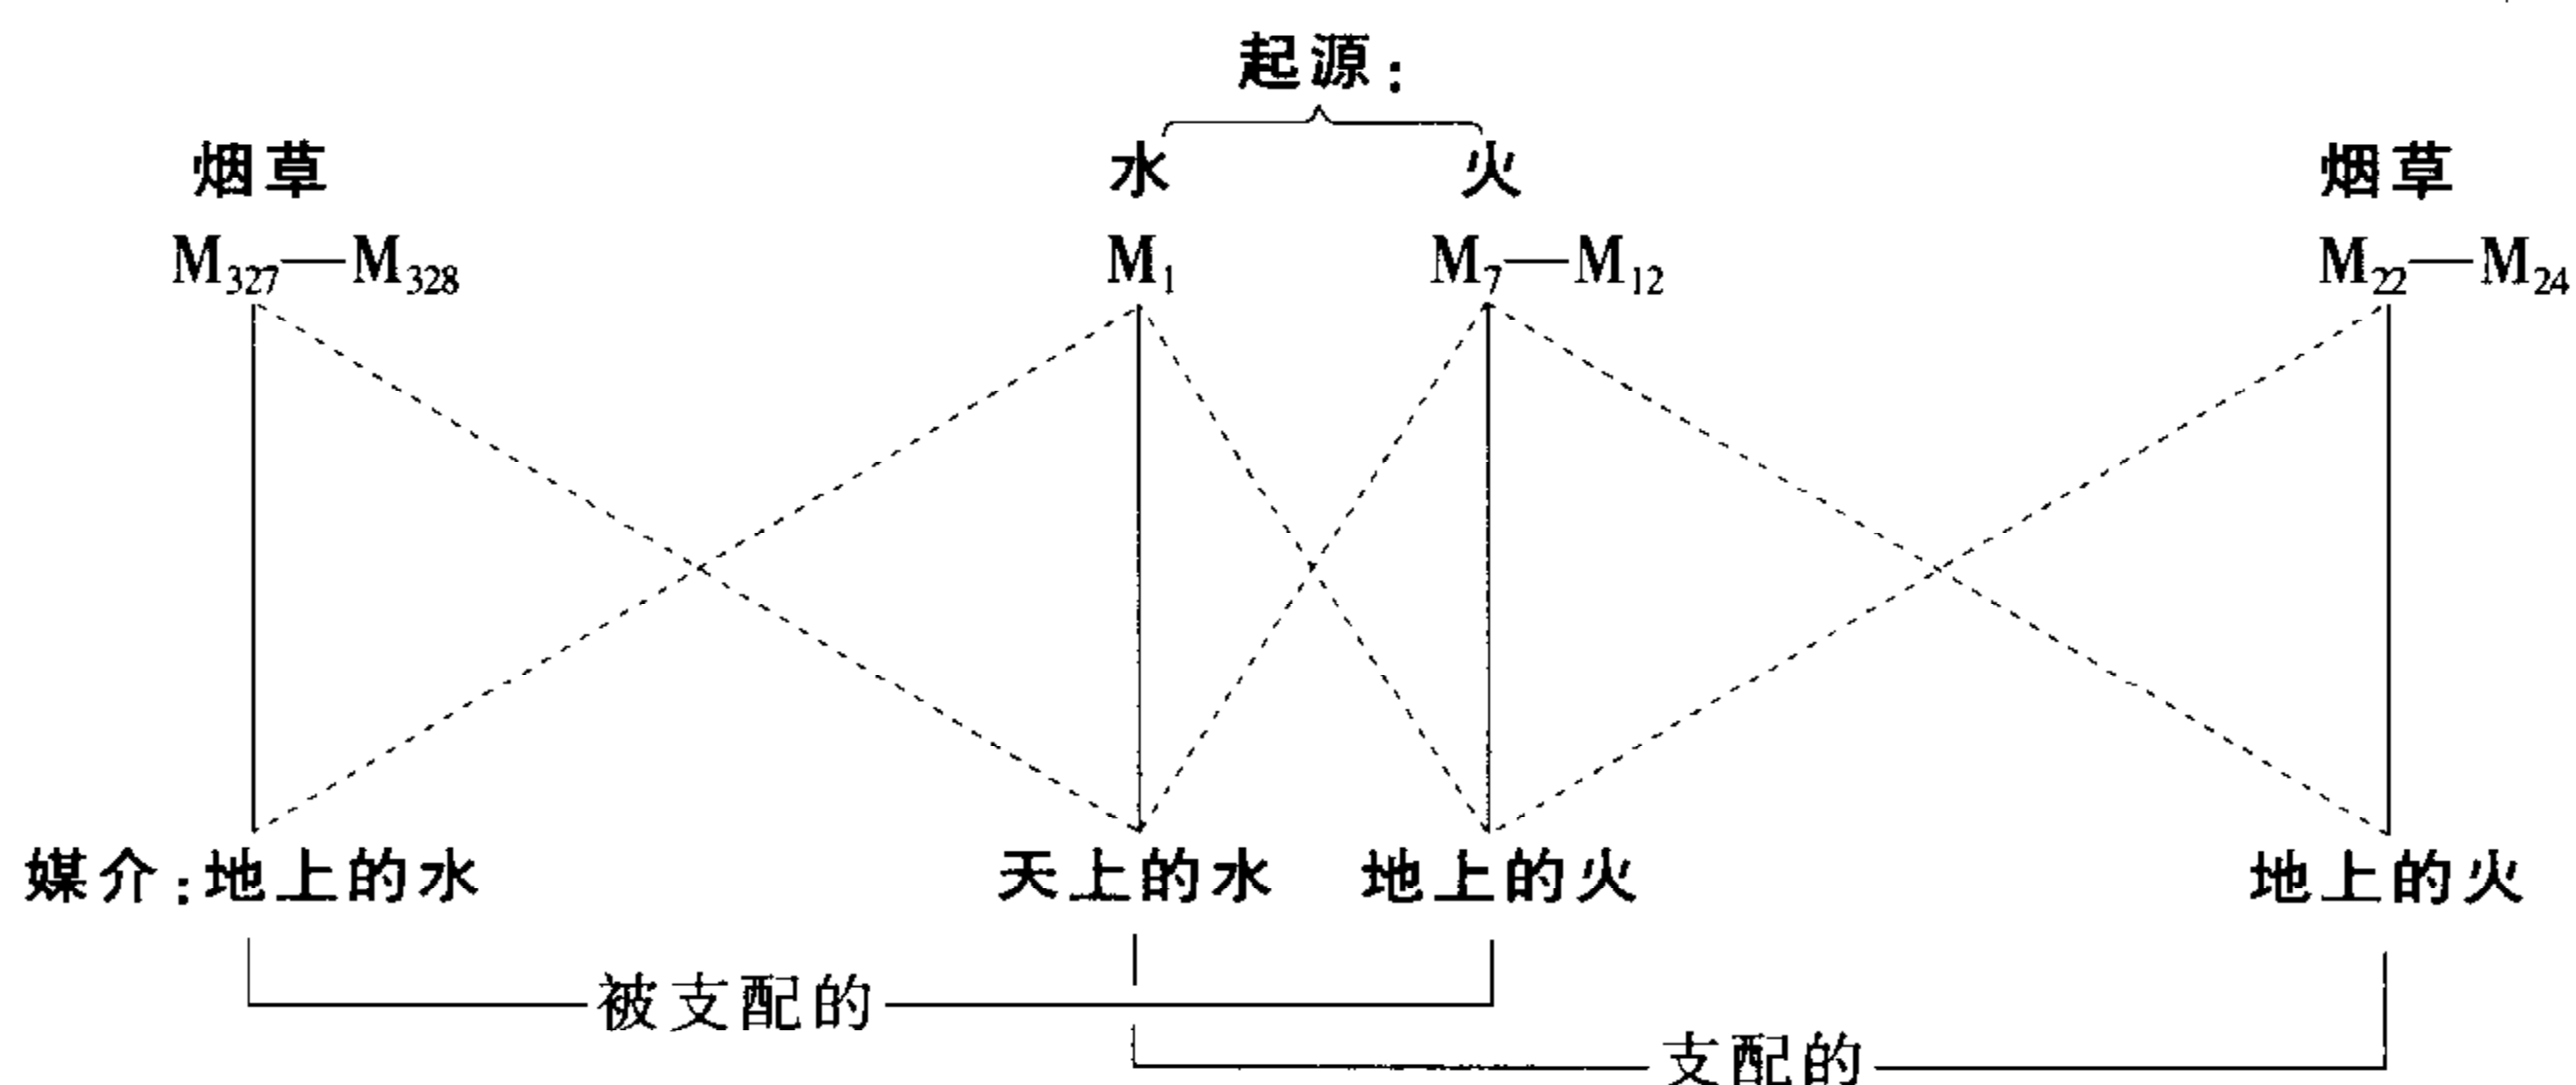 起源：
烟草 水 火 烟草
M₃₂₇—M₃₂₈ M₁ M₇—M₁₂ M₂₂—M₂₄
媒介：地上的水 天上的水 地上的火 地上的火
被支配的
支配的